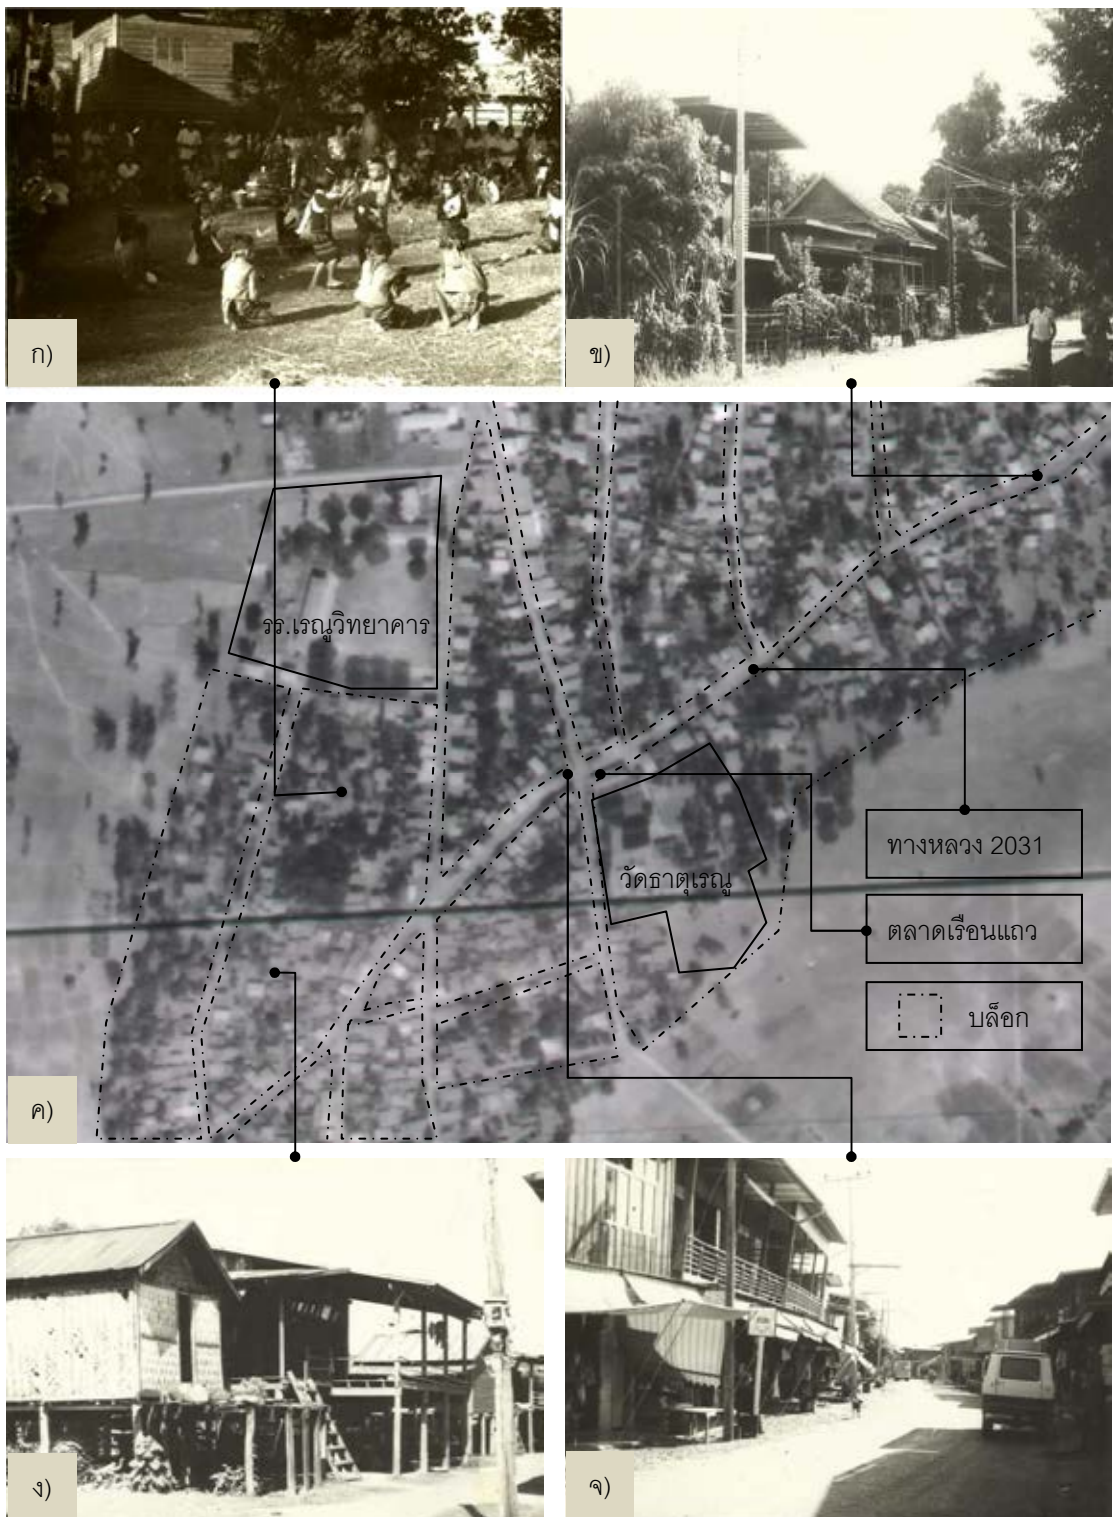 ก)
ข)
รร.เรณูวิทยาคาร
ทางหลวง 2031
วัดธาตุเรณู
ตลาดเรือนแถว
บล็อก
ค)
ง)
จ)